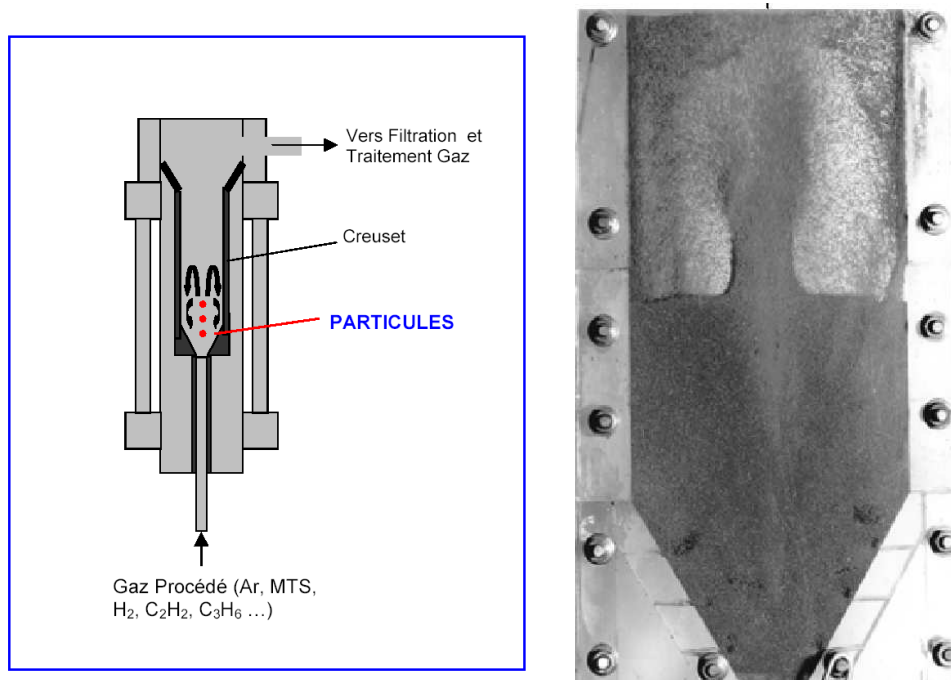 Vers Filtration et
Traitement Gaz
Creuset
PARTICULES
Gaz Procédé (Ar, MTS,
H₂, C₂H₂, C₃H₆ ...)